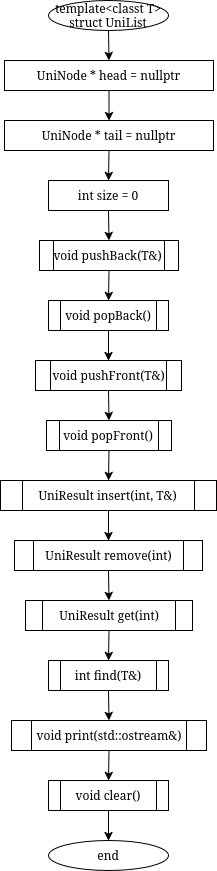 template<classt T>
struct UniList
UniNode * head = nullptr
UniNode * tail = nullptr
int size = 0
void pushBack(T&)
void popBack()
void pushFront(T&)
void popFront()
UniResult insert(int, T&)
UniResult remove(int)
UniResult get(int)
int find(T&)
void print(std::ostream&)
void clear()
end